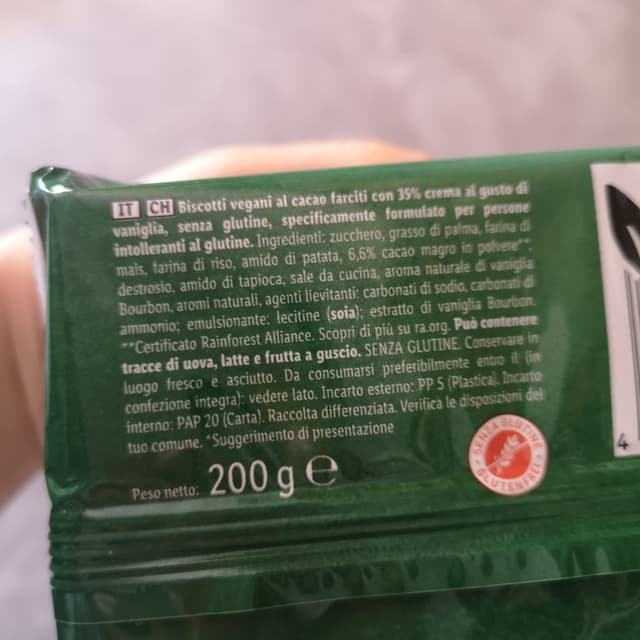 IT CH Biscotti vegani al cacao farciti con 35% crema al gusto di
vaniglia, senza glutine, specificamente formulato per persone
intolleranti al glutine. Ingredienti: zucchero, grasso di palma, farina di
mais, farina di riso, amido di patata, 6,6% cacao magro in polvere**,
destrosio, amido di tapioca, sale da cucina, aroma naturale di vaniglia
Bourbon, aromi naturali, agenti lievitanti: carbonati di sodio, carbonati di
ammonio; emulsionante: lecitine (soia); estratto di vaniglia Bourbon.
**Certificato Rainforest Alliance. Scopri di più su ra.org. Può contenere
tracce di uova, latte e frutta a guscio. SENZA GLUTINE. Conservare in
luogo fresco e asciutto. Da consumarsi preferibilmente entro il (in
confezione integra): vedere lato. Incarto esterno: PP 5 (Plastica). Incarto
interno: PAP 20 (Carta). Raccolta differenziata. Verifica le disposizioni del
tuo comune. *Suggerimento di presentazione
Peso netto: 200 g e
SENZA GLUTINE
GLUTENFREI
4